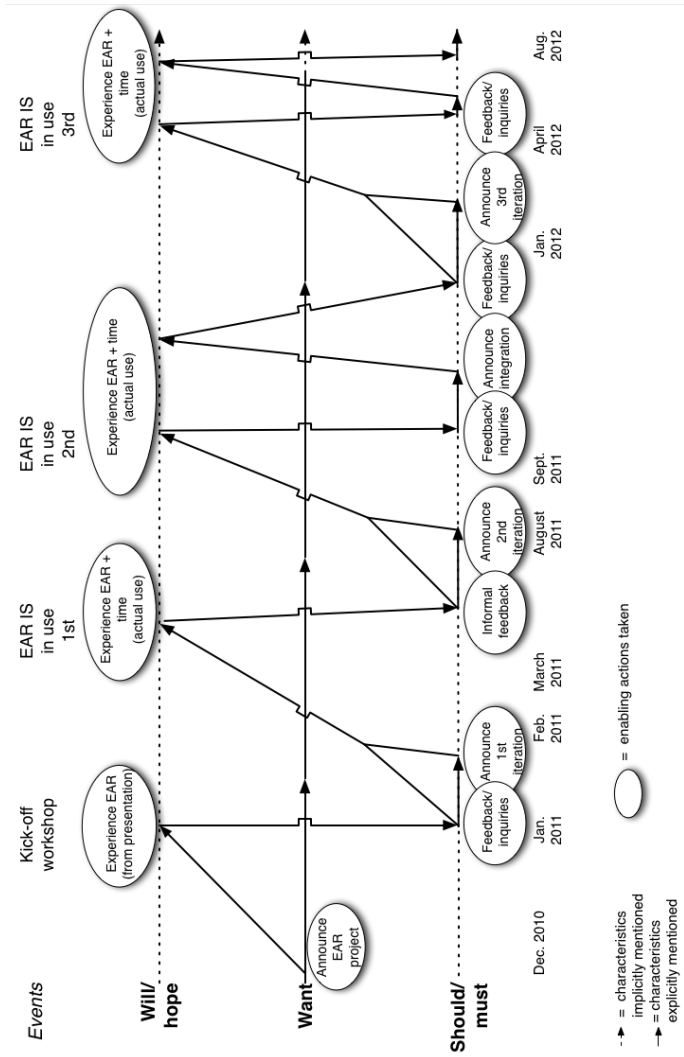 Events
Kick-off
workshop
EAR IS
in use
1st
EAR IS
in use
2nd
EAR IS
in use
3rd
Will/
hope
Experience EAR
(from presentation)
Experience EAR +
time
(actual use)
Experience EAR + time
(actual use)
Experience EAR +
time
(actual use)
Want
Announce
EAR
project
Should/
must
Feedback/
inquiries
Announce
1st
iteration
Informal
feedback
Announce
2nd
iteration
Feedback/
inquiries
Announce
integration
Feedback/
inquiries
Announce
3rd
iteration
Feedback/
inquiries
Dec. 2010
Jan.
2011
Feb.
2011
March
2011
August
2011
Sept.
2011
Jan.
2012
April
2012
Aug.
2012
= characteristics
implicitly mentioned
= characteristics
explicitly mentioned
= enabling actions taken